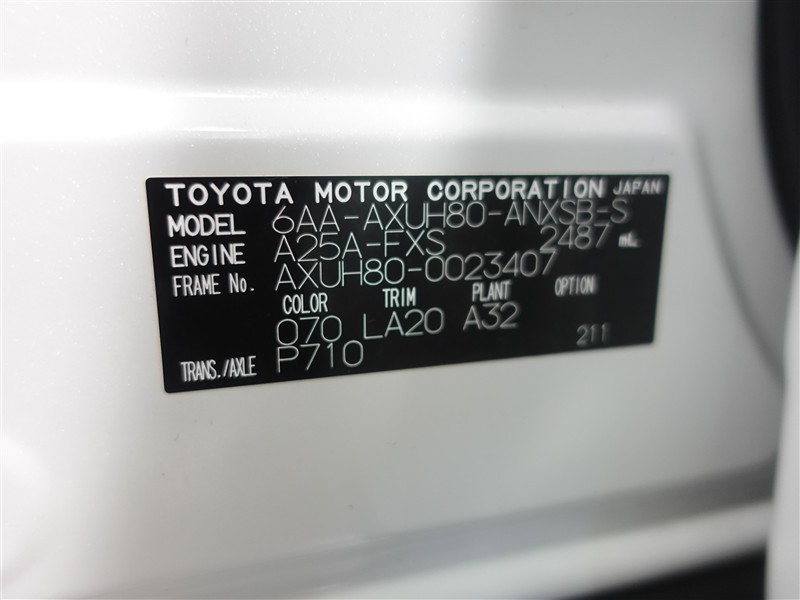 TOYOTA MOTOR CORPORATION JAPAN
MODEL 6AA-AXUH80-ANXSB-S
ENGINE A25A-FXS 2487 mL
FRAME No. AXUH80-0023407
COLOR TRIM PLANT OPTION
070 LA20 A32
TRANS./AXLE P710 211